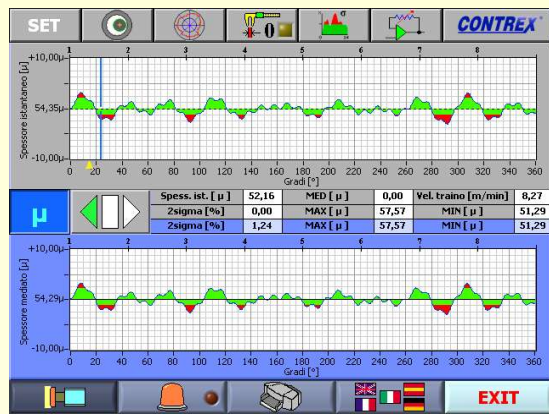 SET 0 σ CONTREX
1 2 3 4 5 6 7 8
+10,00µ
54,35µ
-10,00µ
Spessore istantaneo [µ]
0 20 40 60 80 100 120 140 160 180 200 220 240 260 280 300 320 340 360
Gradi [°]
µ
Spess. ist. [ µ ] 52,16 MED [ µ ] 0,00 Vel. traino [m/min] 8,27
2sigma [%] 0,00 MAX [ µ ] 57,57 MIN [ µ ] 51,29
2sigma [%] 1,24 MAX [ µ ] 57,57 MIN [ µ ] 51,29
1 2 3 4 5 6 7 8
+10,00µ
54,29µ
-10,00µ
Spessore mediato [µ]
0 20 40 60 80 100 120 140 160 180 200 220 240 260 280 300 320 340 360
Gradi [°]
EXIT